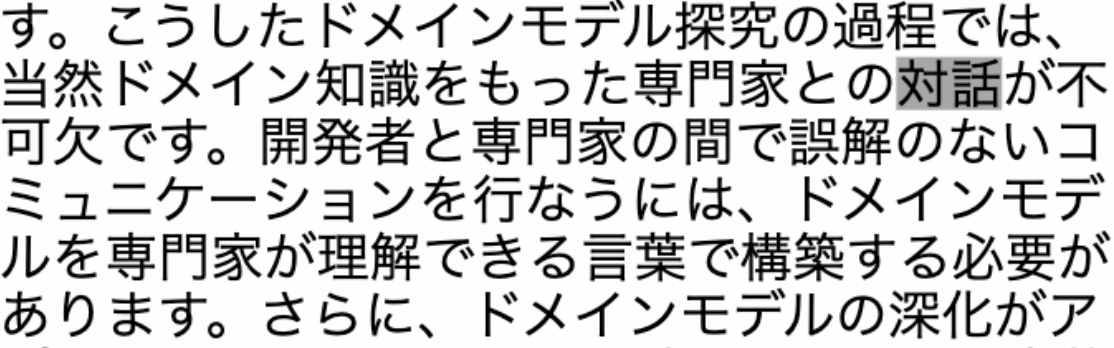 す。こうしたドメインモデル探究の過程では、
当然ドメイン知識をもった専門家との対話が不
可欠です。開発者と専門家の間で誤解のないコ
ミュニケーションを行なうには、ドメインモデ
ルを専門家が理解できる言葉で構築する必要が
あります。さらに、ドメインモデルの深化がア